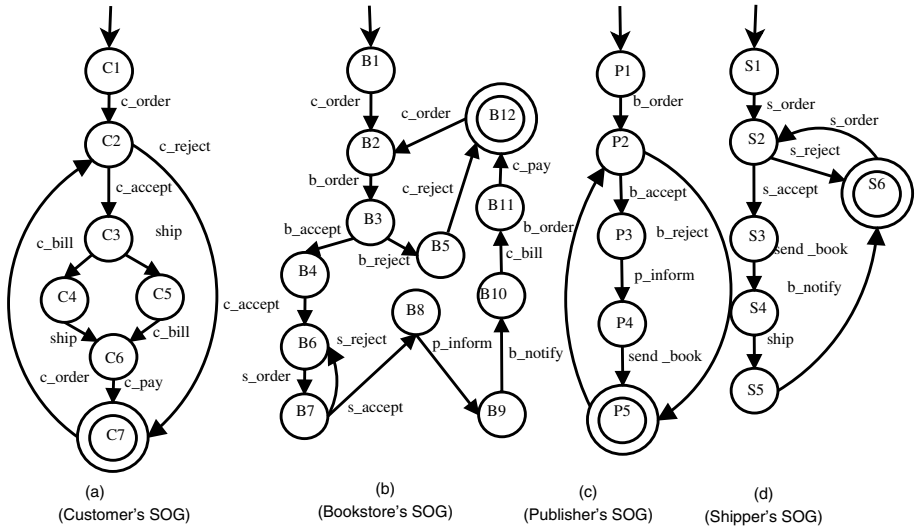 C1
c_order
C2
c_reject
c_accept
C3
c_bill
ship
C4
C5
ship
c_bill
C6
c_order
c_pay
C7
(a)
(Customer's SOG)
B1
c_order
B2
c_order
B12
b_order
c_reject
c_pay
B3
B11
b_accept
b_reject
B5
b_order
c_bill
B4
c_accept
B8
B10
B6
s_reject
p_inform
b_notify
s_order
B7
s_accept
B9
(b)
(Bookstore's SOG)
P1
b_order
P2
b_accept
P3
b_reject
p_inform
P4
send _book
P5
(c)
(Publisher's SOG)
S1
s_order
S2
s_order
s_reject
S6
s_accept
S3
send _book
S4
b_notify
ship
S5
(d)
(Shipper's SOG)